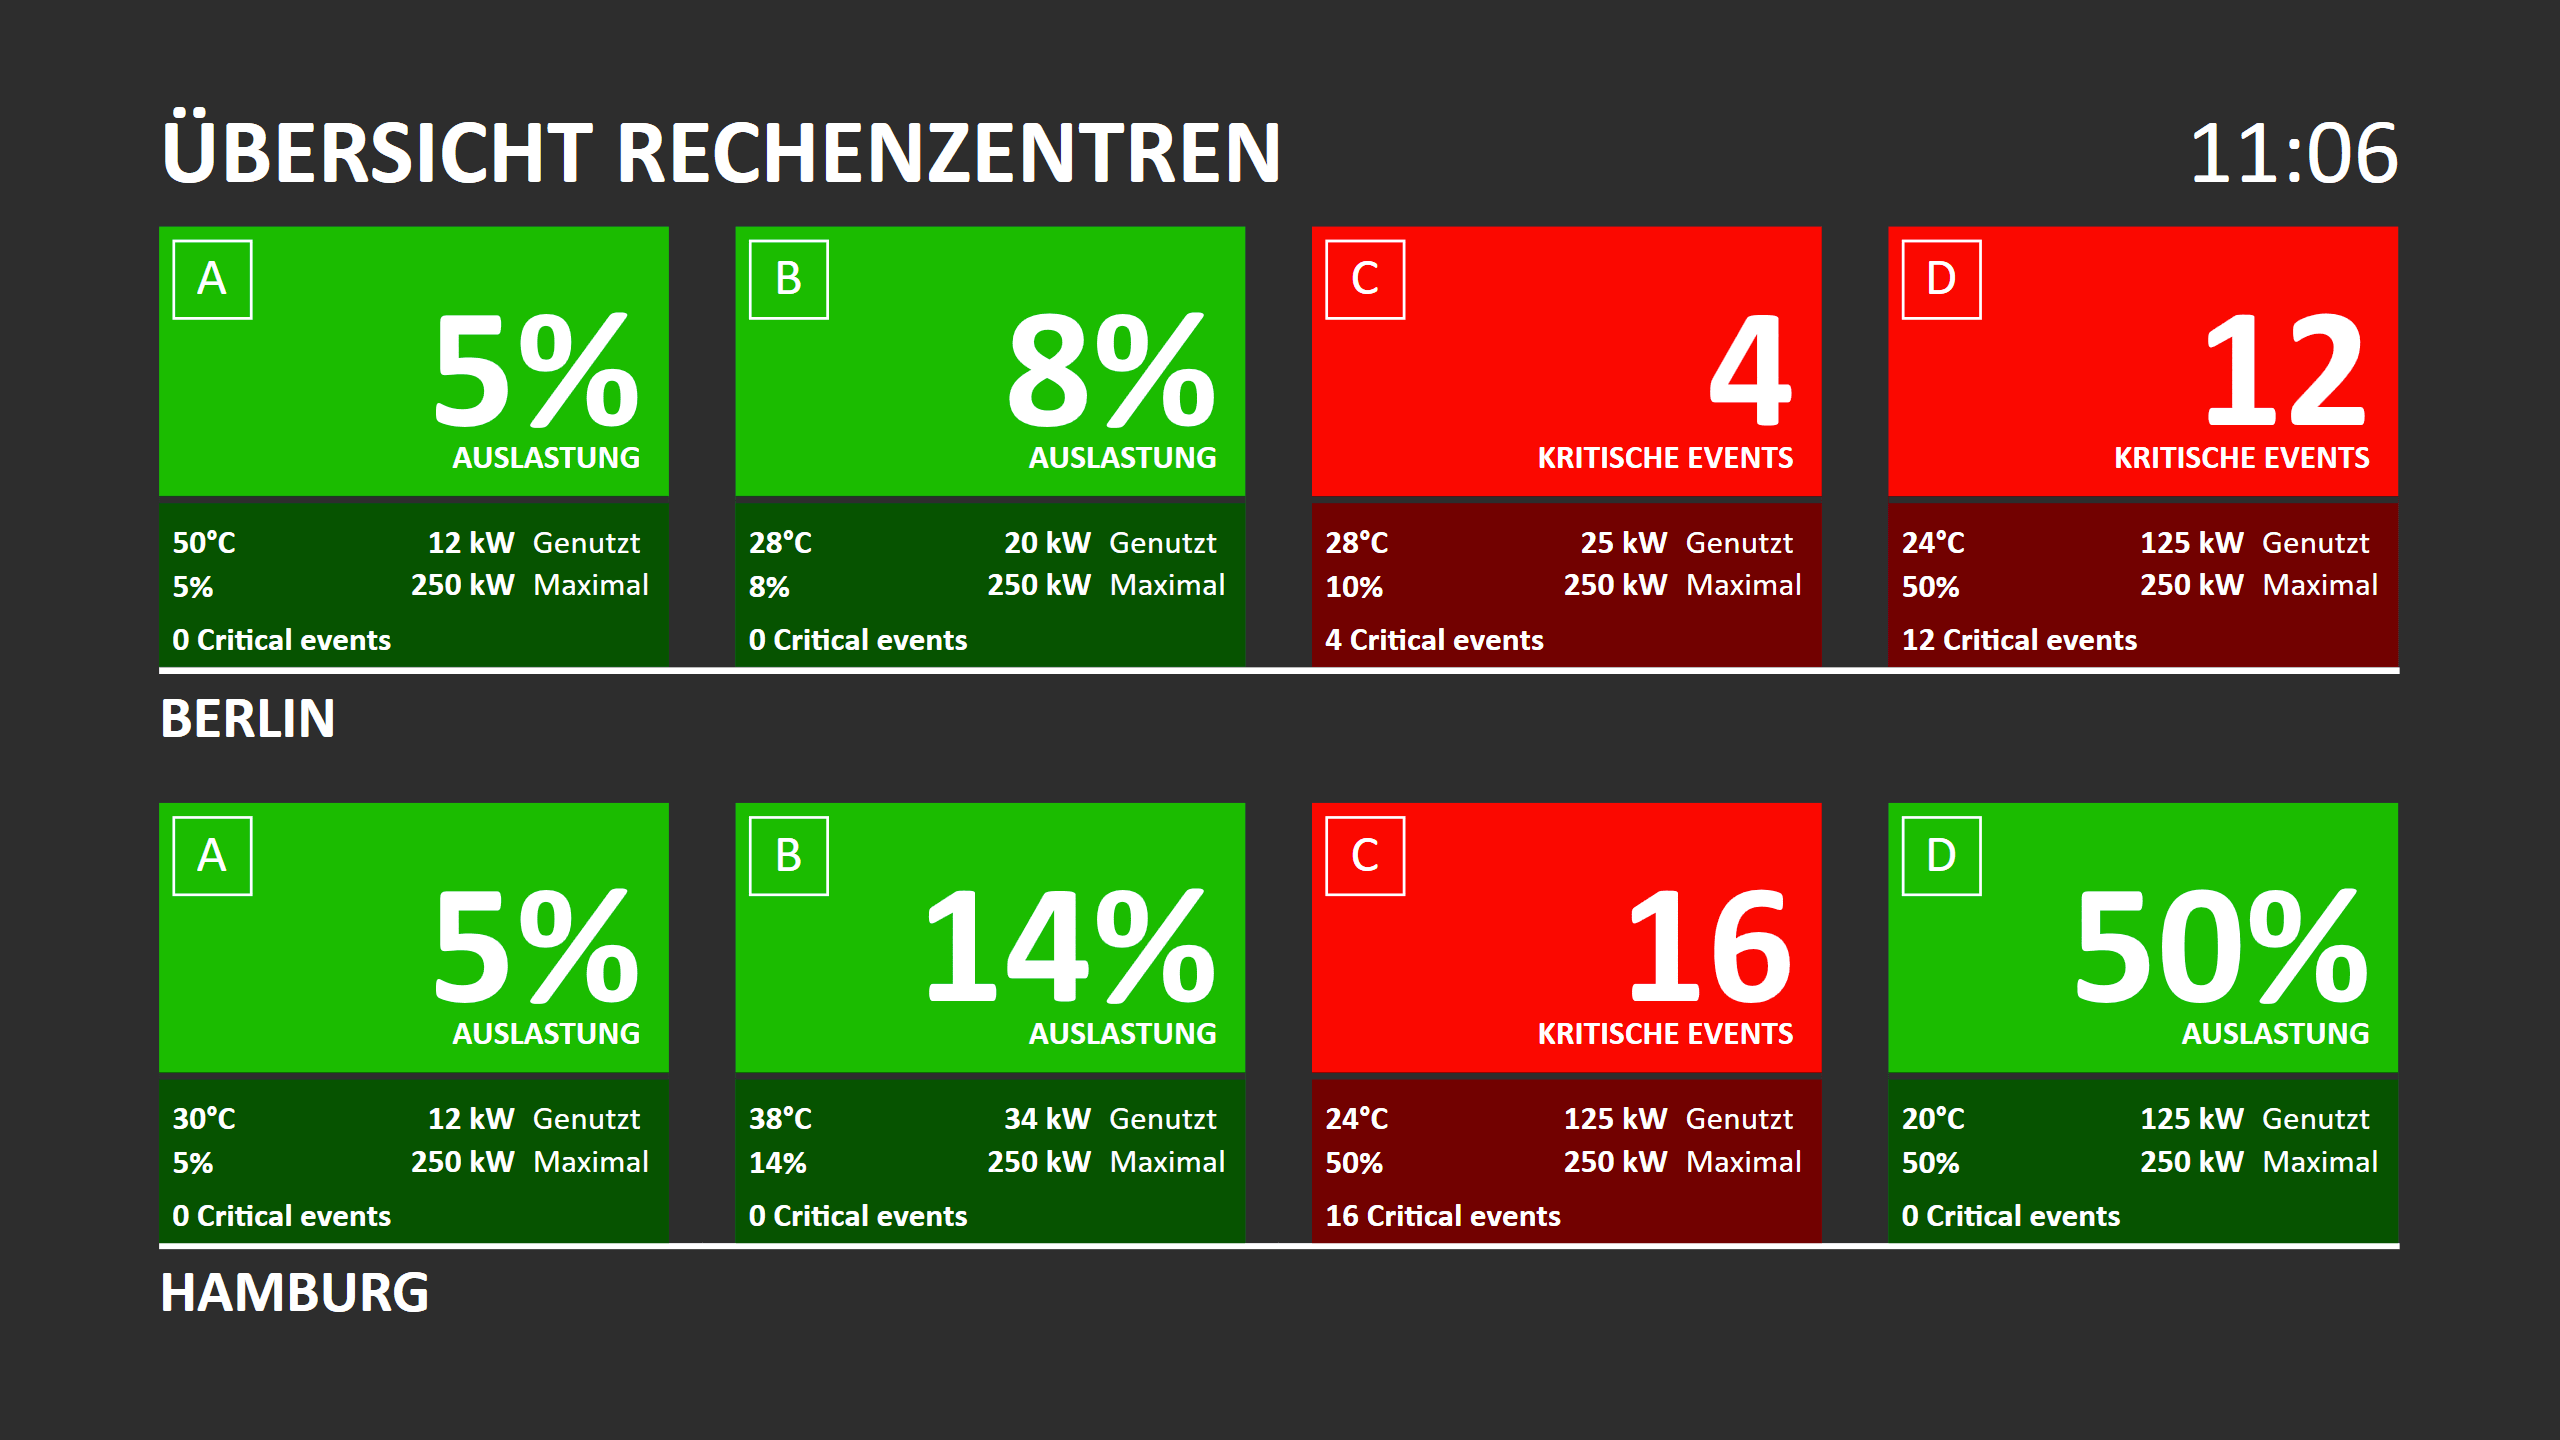 ÜBERSICHT RECHENZENTREN 11:06
A B C D
5% 8% 4 12
AUSLASTUNG AUSLASTUNG KRITISCHE EVENTS KRITISCHE EVENTS
50°C 12 kW Genutzt 28°C 20 kW Genutzt 28°C 25 kW Genutzt 24°C 125 kW Genutzt
5% 250 kW Maximal 8% 250 kW Maximal 10% 250 kW Maximal 50% 250 kW Maximal
0 Critical events 0 Critical events 4 Critical events 12 Critical events
BERLIN
A B C D
5% 14% 16 50%
AUSLASTUNG AUSLASTUNG KRITISCHE EVENTS AUSLASTUNG
30°C 12 kW Genutzt 38°C 34 kW Genutzt 24°C 125 kW Genutzt 20°C 125 kW Genutzt
5% 250 kW Maximal 14% 250 kW Maximal 50% 250 kW Maximal 50% 250 kW Maximal
0 Critical events 0 Critical events 16 Critical events 0 Critical events
HAMBURG